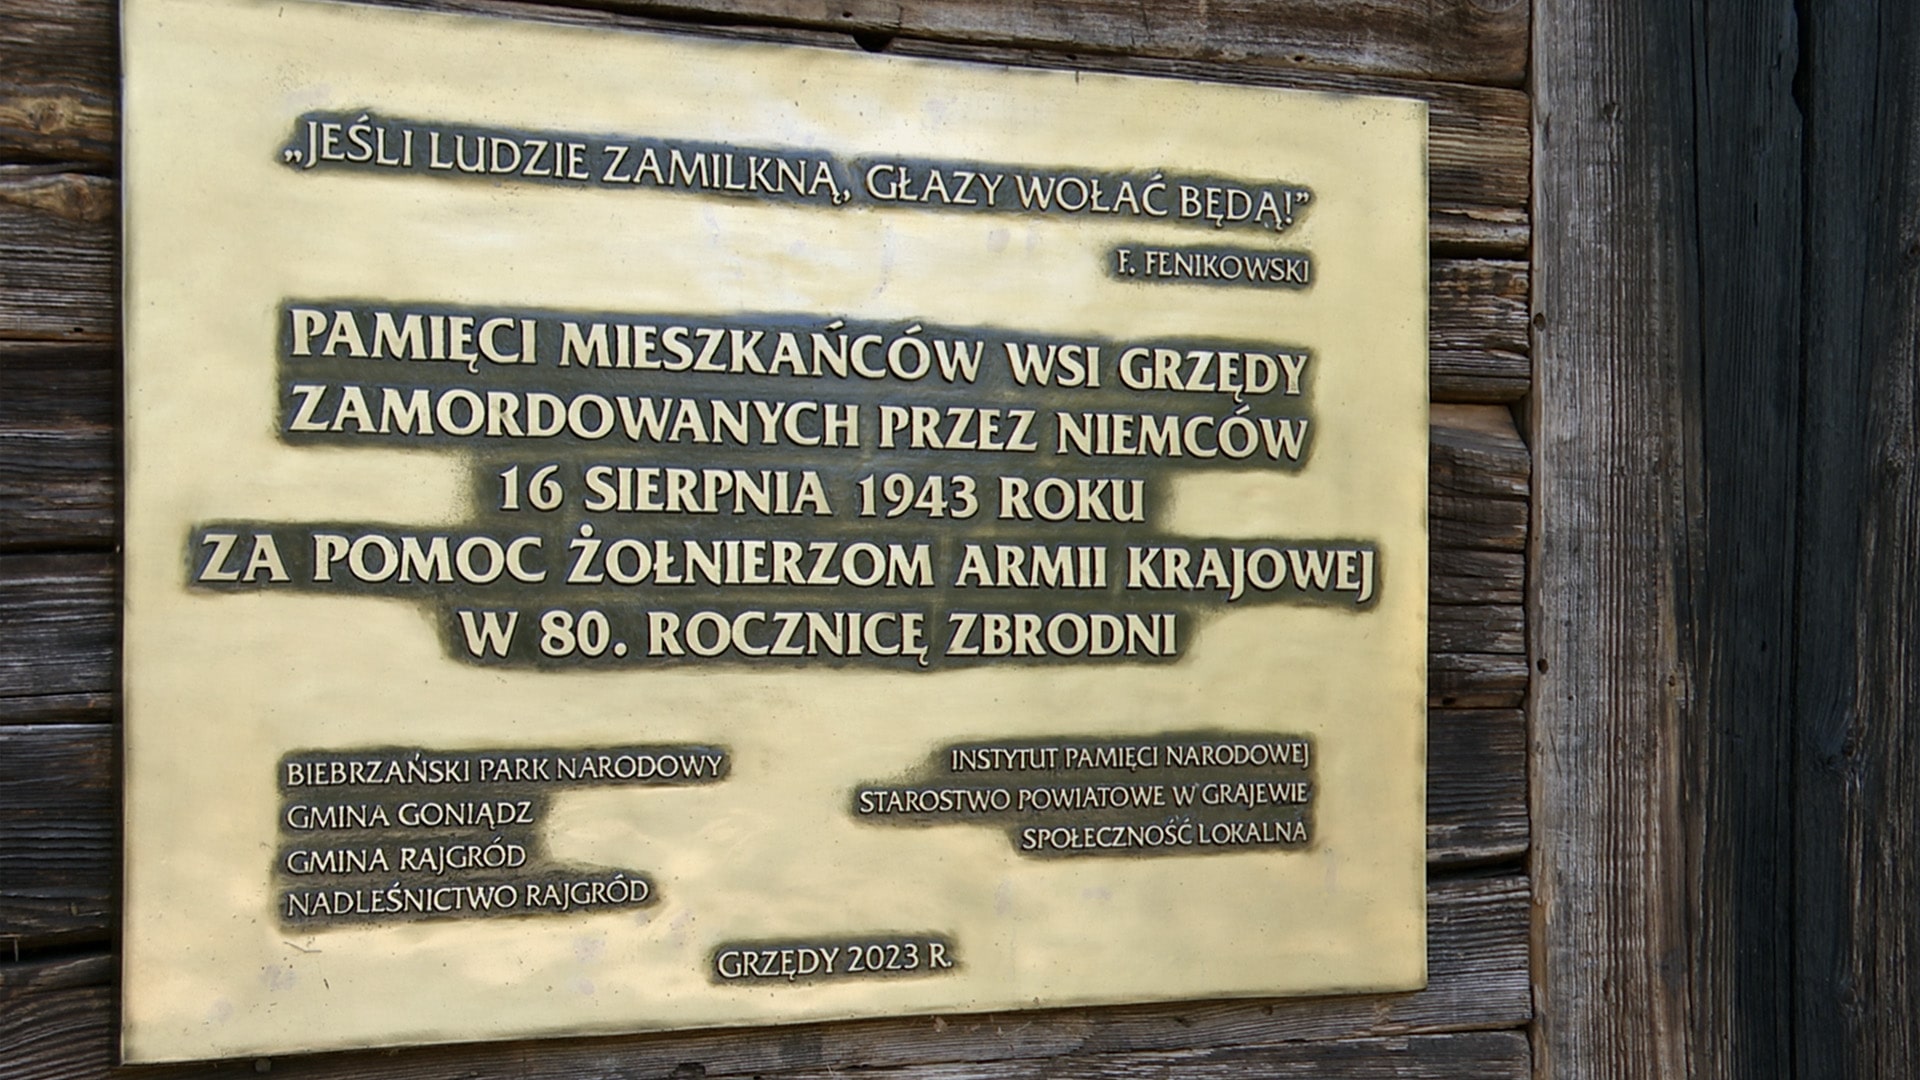 „JEŚLI LUDZIE ZAMILKNĄ, GŁAZY WOŁAĆ BĘDĄ!”
F. FENIKOWSKI
PAMIĘCI MIESZKAŃCÓW WSI GRZĘDY
ZAMORDOWANYCH PRZEZ NIEMCÓW
16 SIERPNIA 1943 ROKU
ZA POMOC ŻOŁNIERZOM ARMII KRAJOWEJ
W 80. ROCZNICĘ ZBRODNI
BIEBRZAŃSKI PARK NARODOWY
GMINA GONIĄDZ
GMINA RAJGRÓD
NADLEŚNICTWO RAJGRÓD
INSTYTUT PAMIĘCI NARODOWEJ
STAROSTWO POWIATOWE W GRAJEWIE
SPOŁECZNOŚĆ LOKALNA
GRZĘDY 2023 R.